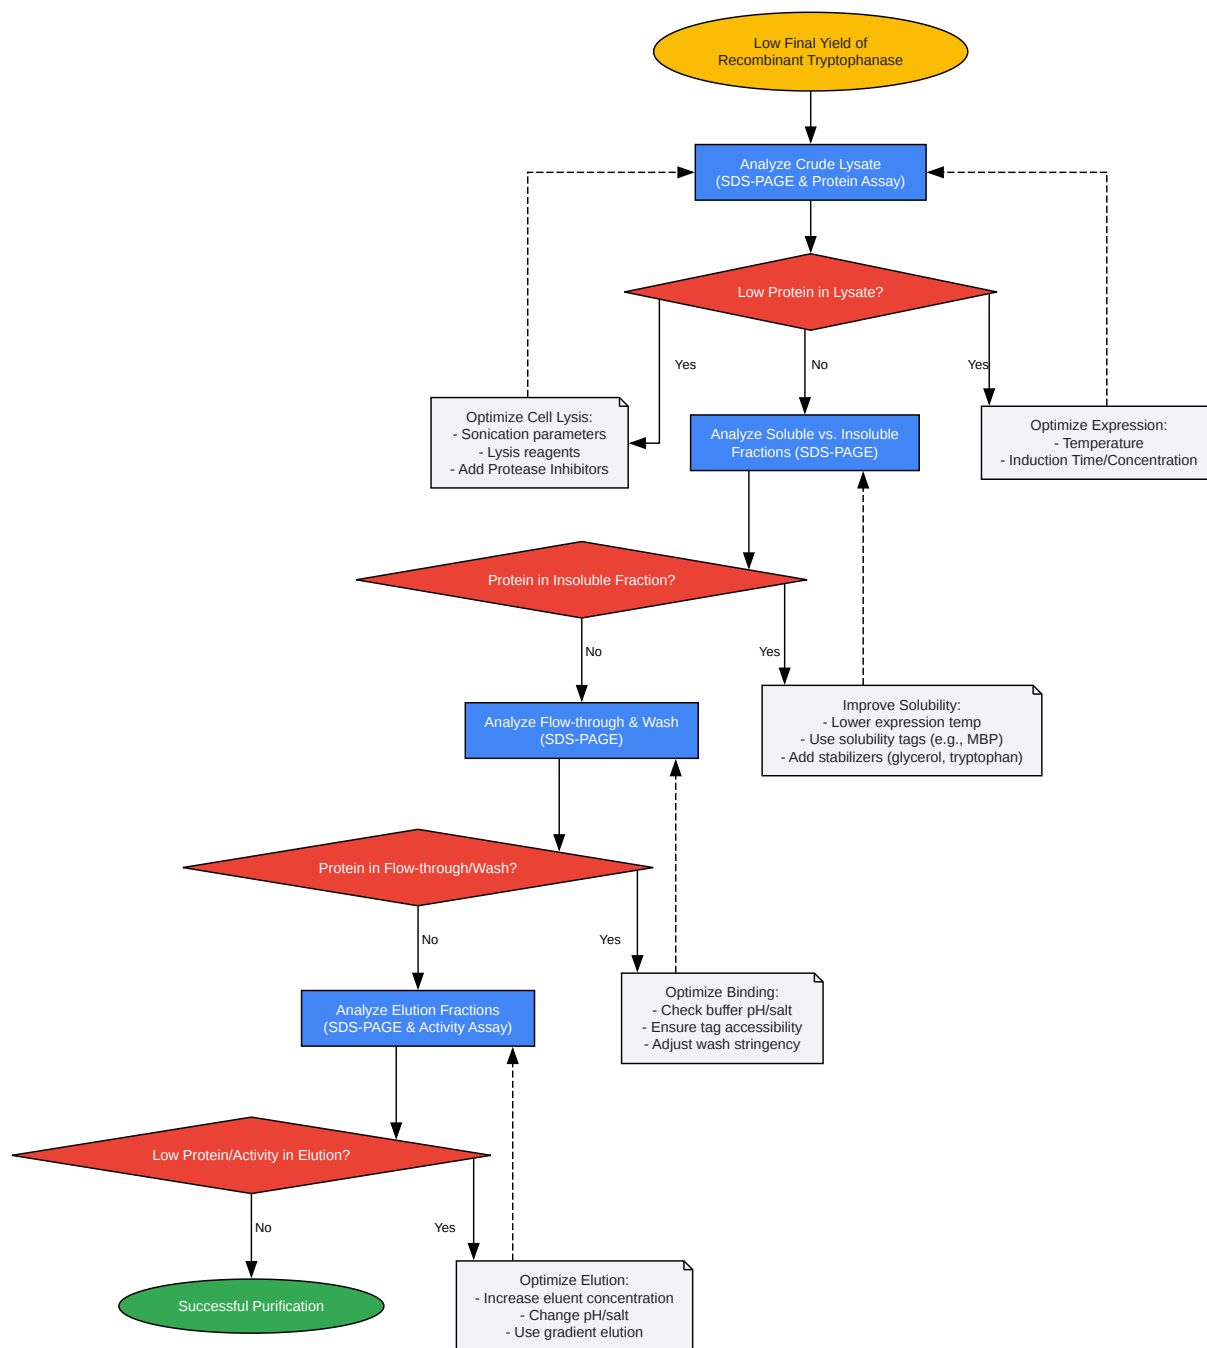 Low Final Yield of
Recombinant Tryptophanase
Analyze Crude Lysate
(SDS-PAGE & Protein Assay)
Low Protein in Lysate?
Yes
No
Yes
Optimize Cell Lysis:
- Sonication parameters
- Lysis reagents
- Add Protease Inhibitors
Analyze Soluble vs. Insoluble
Fractions (SDS-PAGE)
Optimize Expression:
- Temperature
- Induction Time/Concentration
Protein in Insoluble Fraction?
No
Yes
Analyze Flow-through & Wash
(SDS-PAGE)
Improve Solubility:
- Lower expression temp
- Use solubility tags (e.g., MBP)
- Add stabilizers (glycerol, tryptophan)
Protein in Flow-through/Wash?
No
Yes
Analyze Elution Fractions
(SDS-PAGE & Activity Assay)
Optimize Binding:
- Check buffer pH/salt
- Ensure tag accessibility
- Adjust wash stringency
Low Protein/Activity in Elution?
No
Yes
Successful Purification
Optimize Elution:
- Increase eluent concentration
- Change pH/salt
- Use gradient elution